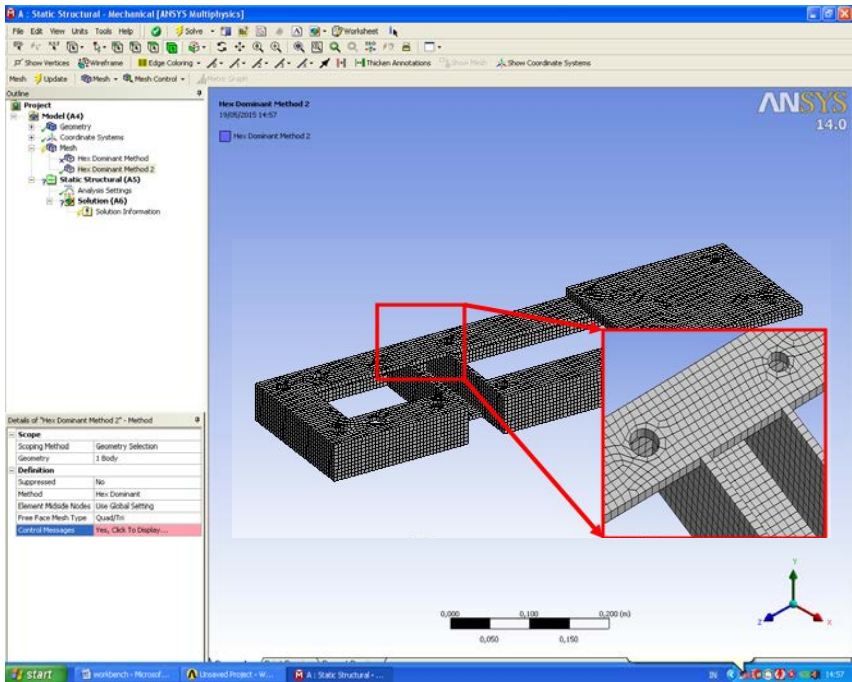 A : Static Structural - Mechanical [ANSYS Multiphysics]
File Edit View Units Tools Help Solve Worksheet
Show Vertices Wireframe Edge Coloring Thicken Annotations Show Mesh Show Coordinate Systems
Mesh Update Mesh Mesh Control Metric Graph
Outline
Project
Model (A4)
Geometry
Coordinate Systems
Mesh
Hex Dominant Method
Hex Dominant Method 2
Static Structural (A5)
Analysis Settings
Solution (A6)
Solution Information
Hex Dominant Method 2
19/05/2015 14:57
Hex Dominant Method 2
ANSYS
14.0
Details of "Hex Dominant Method 2" - Method
Scope
Scoping Method Geometry Selection
Geometry 1 Body
Definition
Suppressed No
Method Hex Dominant
Element Midside Nodes Use Global Setting
Free Face Mesh Type Quad/Tri
Control Messages Yes, Click To Display...
0,000 0,100 0,200 (m)
0,050 0,150
Y
Z X
start workbench - Microsof... Unsaved Project - W... A : Static Structural - ... IN 14:57